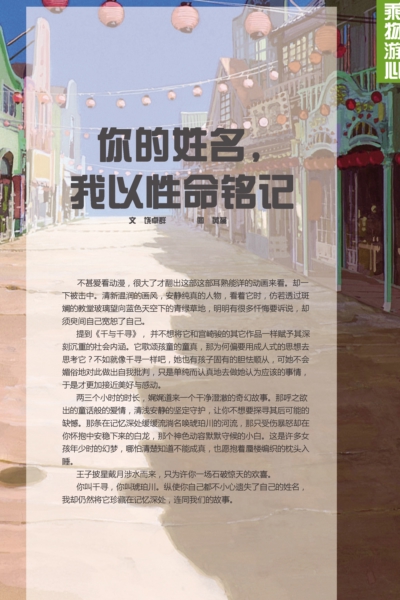 乘物游心
你的姓名，
我以性命铭记
文
图
不甚爱看动漫，很大了才翻出这部这部耳熟能详的动画来看。却一
下被击中。清新温润的画风，安静纯真的人物，看着它时，仿若透过斑
斓的教堂玻璃望向蓝色天空下的青绿草地，明明有很多忏悔要诉说，却
须臾间自己宽恕了自己。
提到《千与千寻》，并不想将它和宫崎骏的其它作品一样赋予其深
刻沉重的社会内涵。它歌颂孩童的童真，那为何偏要用成人式的思想去
思考它？不如就像千寻一样吧，她也有孩子固有的胆怯顺从，可她不会
媚俗地对此做出自我批判，只是单纯而认真地去做她认为应该的事情，
于是才更加接近美好与感动。
两三个小时的时长，娓娓道来一个干净澄澈的奇幻故事。那呼之欲
出的童话般的爱情，清浅安静的坚定守护，让你不想要探寻其后可能的
缺憾。那条在记忆深处缓缓流淌名唤琥珀川的河流，那只受伤暴怒却在
你怀抱中安稳下来的白龙，那个神色动容默默守候的小白。这是许多女
孩年少时的幻梦，哪怕清楚知道不能成真，也愿抱着蜃楼编织的枕头入
睡。
王子披星戴月涉水而来，只为许你一场石破惊天的欢喜。
你叫千寻，你叫琥珀川。纵使你自己都不小心遗失了自己的姓名，
我却仍然将它珍藏在记忆深处，连同我们的故事。